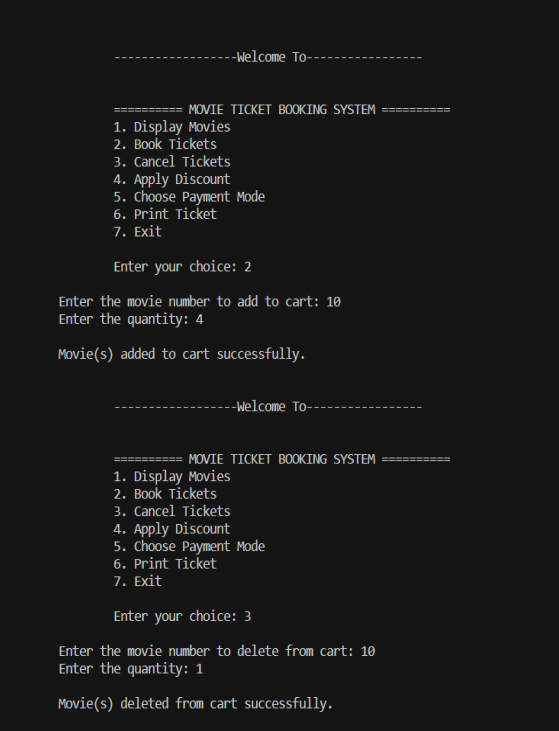 ------------------Welcome To-----------------
========== MOVIE TICKET BOOKING SYSTEM ==========
1. Display Movies
2. Book Tickets
3. Cancel Tickets
4. Apply Discount
5. Choose Payment Mode
6. Print Ticket
7. Exit
Enter your choice: 2
Enter the movie number to add to cart: 10
Enter the quantity: 4
Movie(s) added to cart successfully.
------------------Welcome To-----------------
========== MOVIE TICKET BOOKING SYSTEM ==========
1. Display Movies
2. Book Tickets
3. Cancel Tickets
4. Apply Discount
5. Choose Payment Mode
6. Print Ticket
7. Exit
Enter your choice: 3
Enter the movie number to delete from cart: 10
Enter the quantity: 1
Movie(s) deleted from cart successfully.